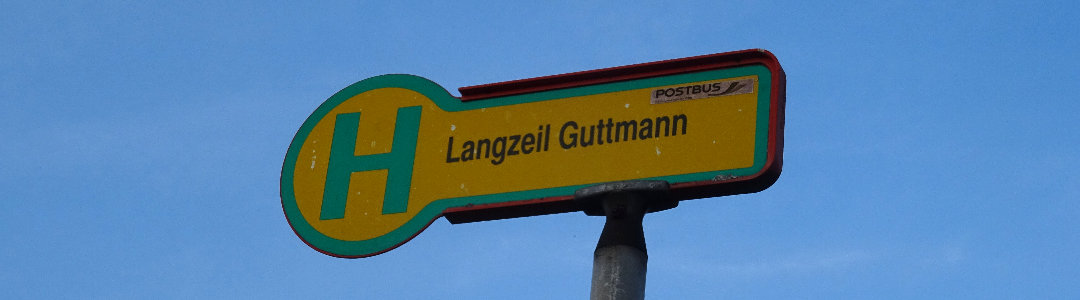 H
Langzeil Guttmann
POSTBUS